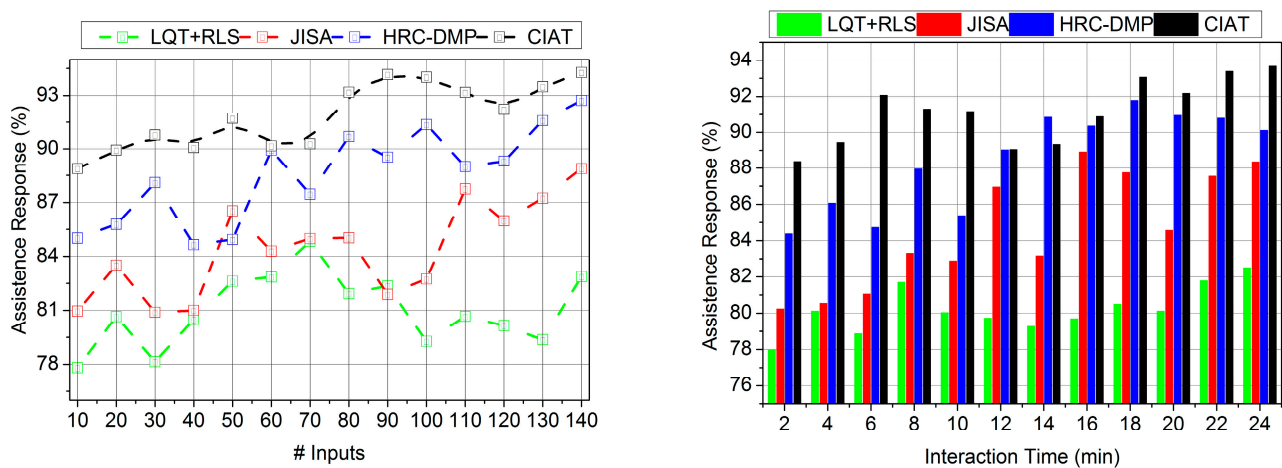 LQT+RLS JISA HRC-DMP CIAT
Assistence Response (%)
93
90
87
84
81
78
10 20 30 40 50 60 70 80 90 100 110 120 130 140
# Inputs
LQT+RLS JISA HRC-DMP CIAT
Assistence Response (%)
94
92
90
88
86
84
82
80
78
76
2 4 6 8 10 12 14 16 18 20 22 24
Interaction Time (min)